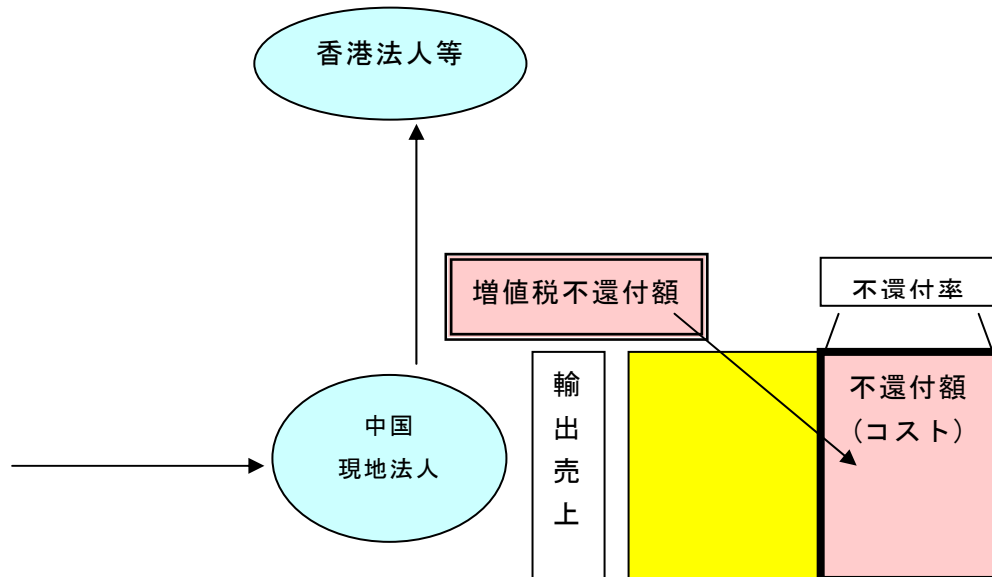 香港法人等
増値税不還付額
不還付率
輸出売上
不還付額
(コスト)
中国
現地法人